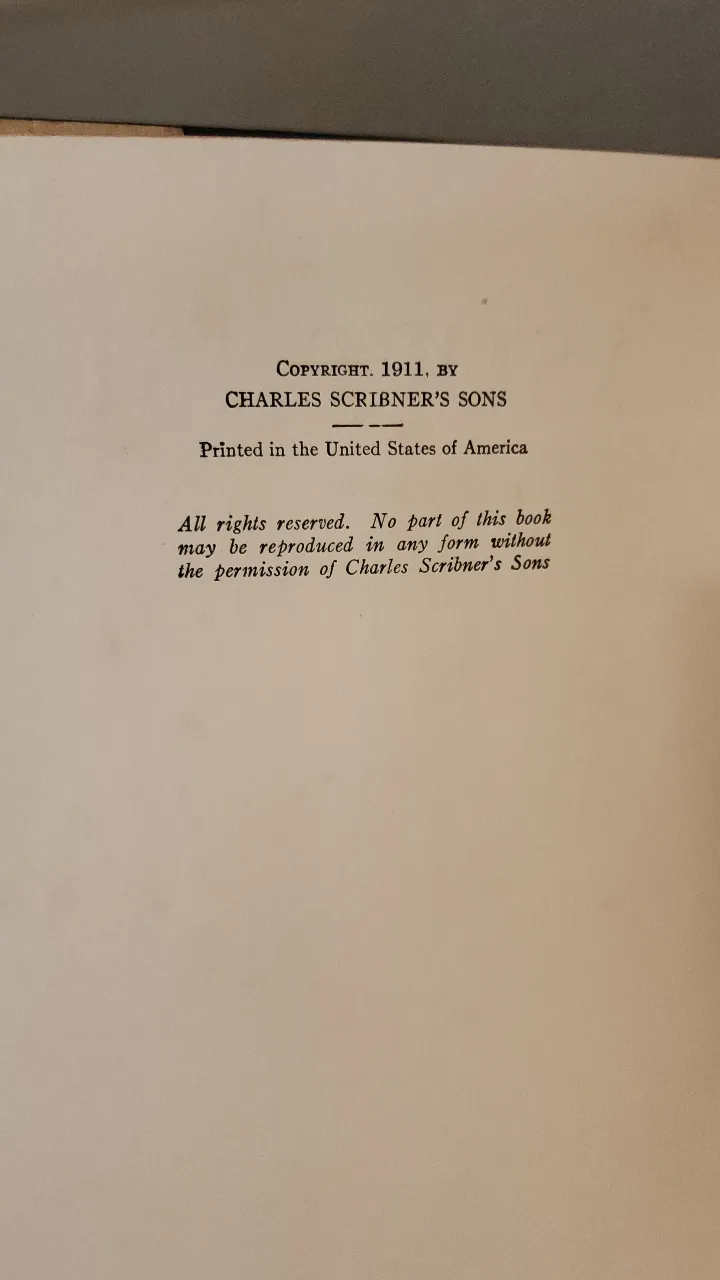 COPYRIGHT. 1911, BY
CHARLES SCRIBNER'S SONS
Printed in the United States of America
All rights reserved. No part of this book
may be reproduced in any form without
the permission of Charles Scribner's Sons